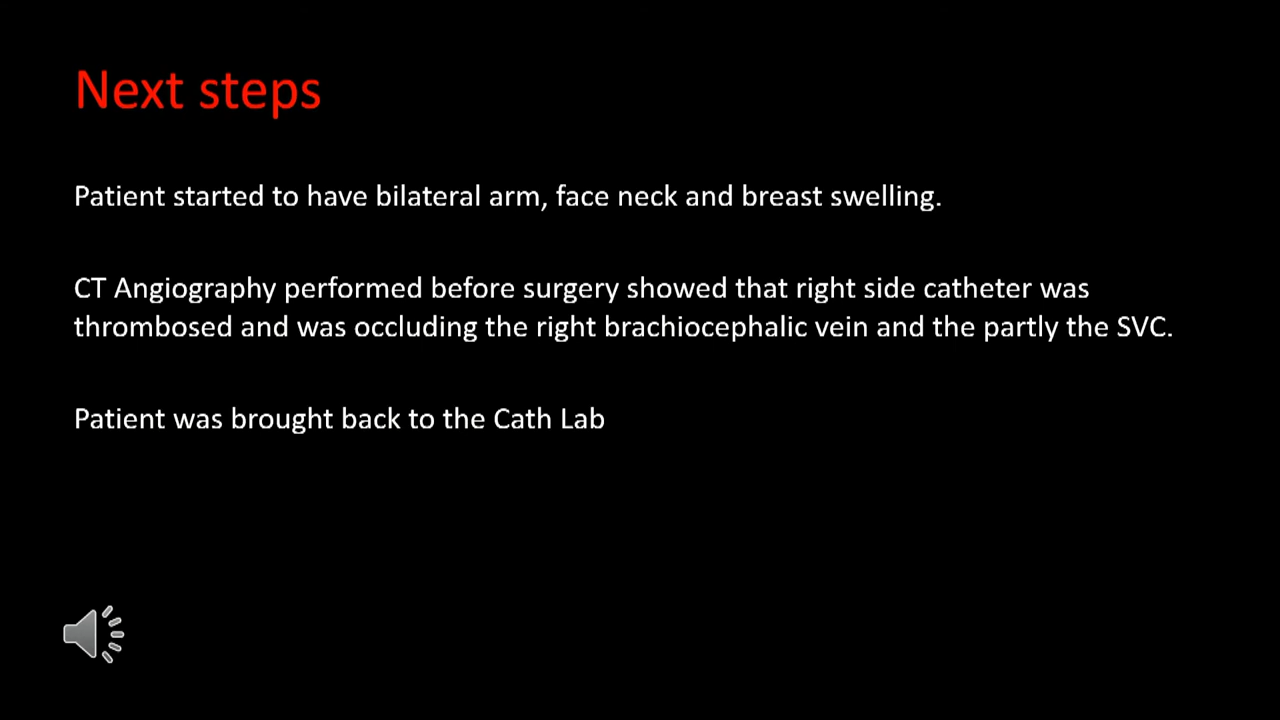 Next steps
Patient started to have bilateral arm, face neck and breast swelling.
CT Angiography performed before surgery showed that right side catheter was
thrombosed and was occluding the right brachiocephalic vein and the partly the SVC.
Patient was brought back to the Cath Lab